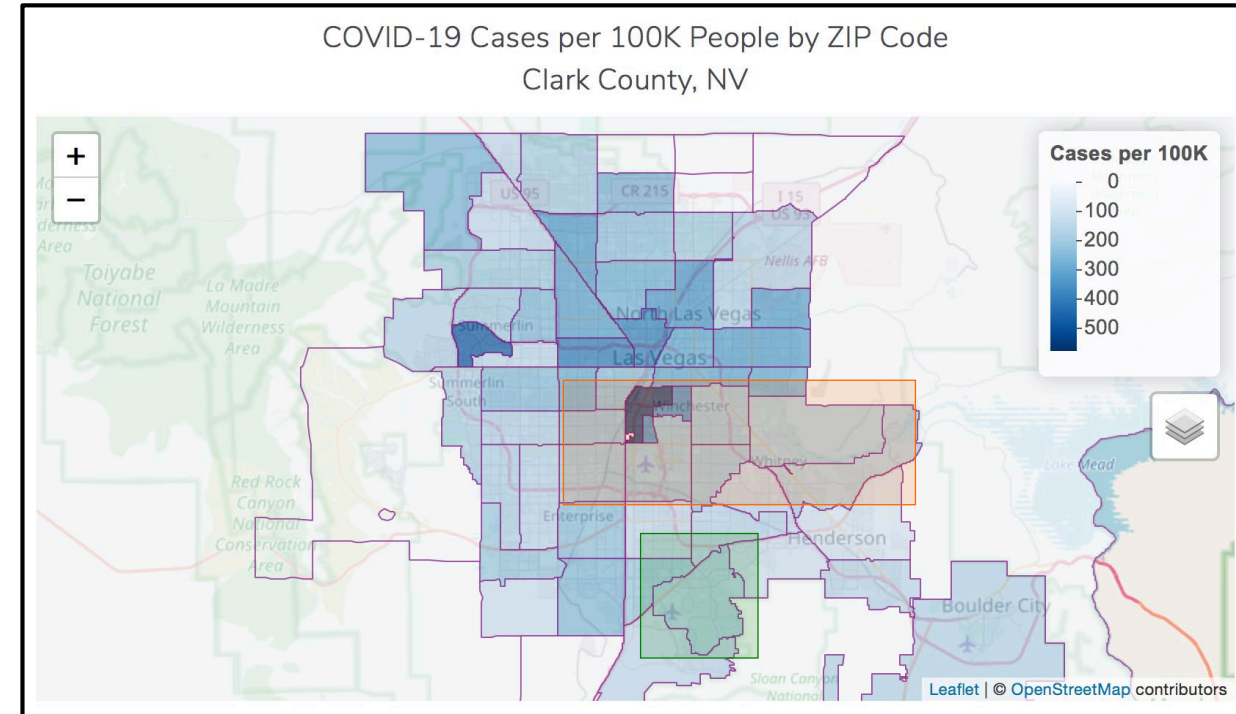 COVID-19 Cases per 100K People by ZIP Code
Clark County, NV
+
−
Cases per 100K
0
100
200
300
400
500
US 95
CR 215
I 15
US 93
Nellis AFB
Area
Toiyabe
National
Forest
La Madre
Mountain
Wilderness
Area
North Las Vegas
Summerlin
Las Vegas
Summerlin
South
Winchester
Whitney
Lake Mead
Red Rock
Canyon
National
Conservation
Area
Enterprise
Henderson
Boulder City
Sloan Canyon
National
Leaflet | © OpenStreetMap contributors